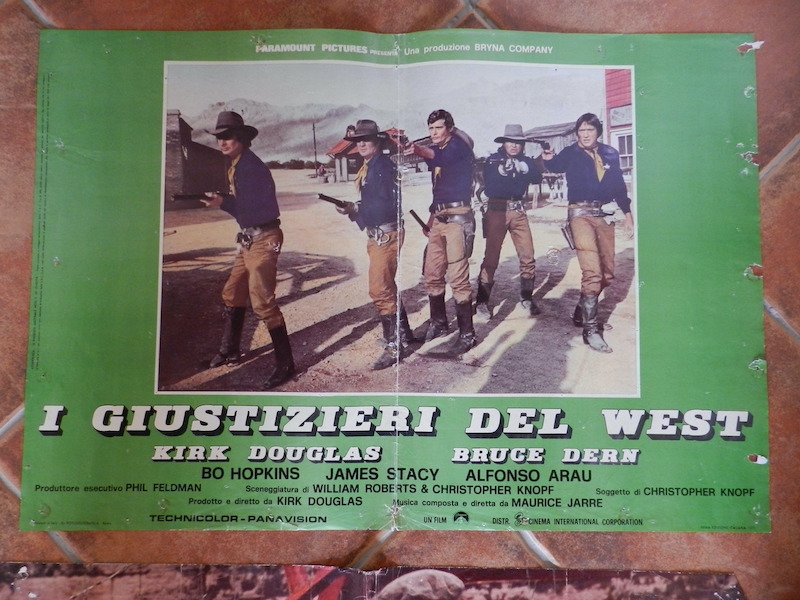 PARAMOUNT PICTURES PRESENTA Una produzione BRYNA COMPANY
I GIUSTIZIERI DEL WEST
KIRK DOUGLAS BRUCE DERN
BO HOPKINS JAMES STACY ALFONSO ARAU
Produttore esecutivo PHIL FELDMAN Sceneggiatura di WILLIAM ROBERTS & CHRISTOPHER KNOPF Soggetto di CHRISTOPHER KNOPF
Prodotto e diretto da KIRK DOUGLAS Musica composta e diretta da MAURICE JARRE
TECHNICOLOR-PANAVISION UN FILM DISTR. CINEMA INTERNATIONAL CORPORATION